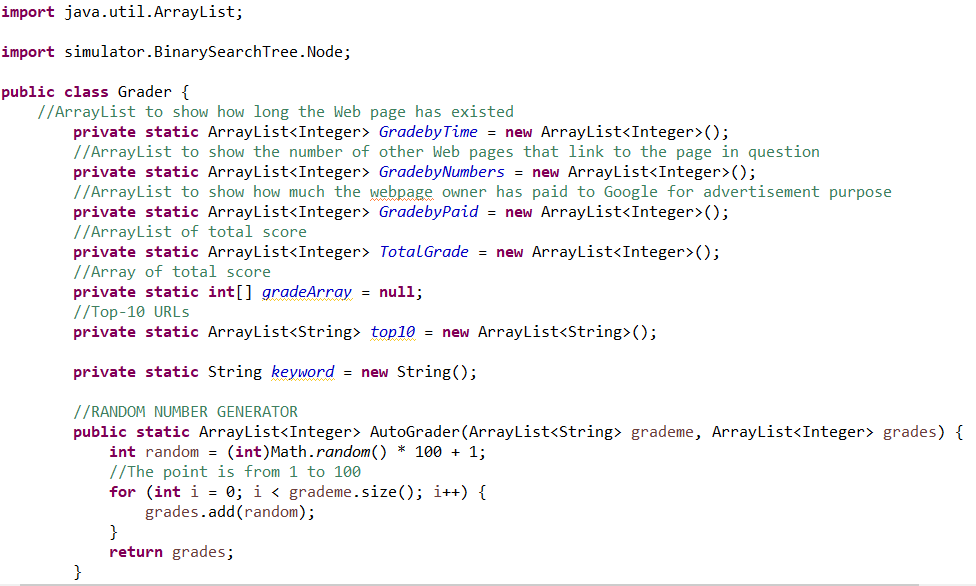 import java.util.ArrayList;
import simulator.BinarySearchTree.Node;
public class Grader {
//ArrayList to show how long the Web page has existed
private static ArrayList<Integer> GradebyTime = new ArrayList<Integer>();
//ArrayList to show the number of other Web pages that link to the page in question
private static ArrayList<Integer> GradebyNumbers = new ArrayList<Integer>();
//ArrayList to show how much the webpage owner has paid to Google for advertisement purpose
private static ArrayList<Integer> GradebyPaid = new ArrayList<Integer>();
//ArrayList of total score
private static ArrayList<Integer> TotalGrade = new ArrayList<Integer>();
//Array of total score
private static int[] gradeArray = null;
//Top-10 URLs
private static ArrayList<String> top10 = new ArrayList<String>();
private static String keyword = new String();
//RANDOM NUMBER GENERATOR
public static ArrayList<Integer> AutoGrader(ArrayList<String> grademe, ArrayList<Integer> grades) {
int random = (int)Math.random() * 100 + 1;
//The point is from 1 to 100
for (int i = 0; i < grademe.size(); i++) {
grades.add(random);
}
return grades;
}